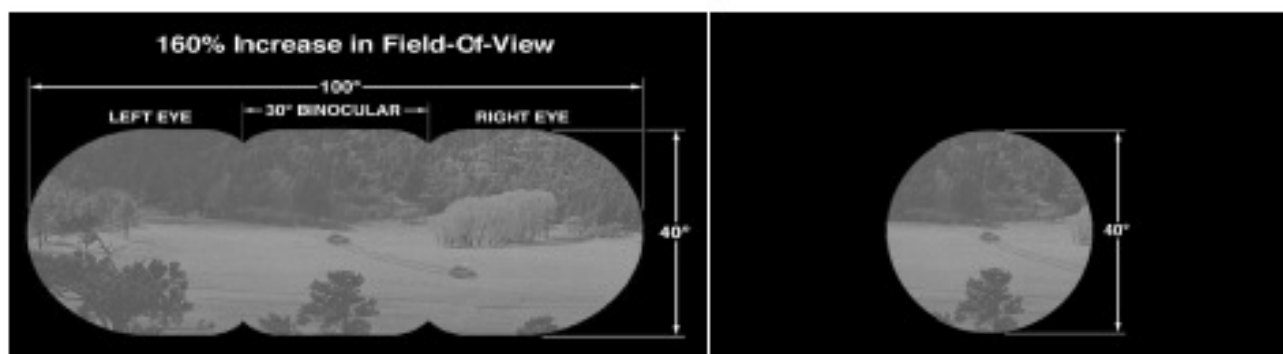 160% Increase in Field-Of-View
100°
LEFT EYE
30° BINOCULAR
RIGHT EYE
40°
40°